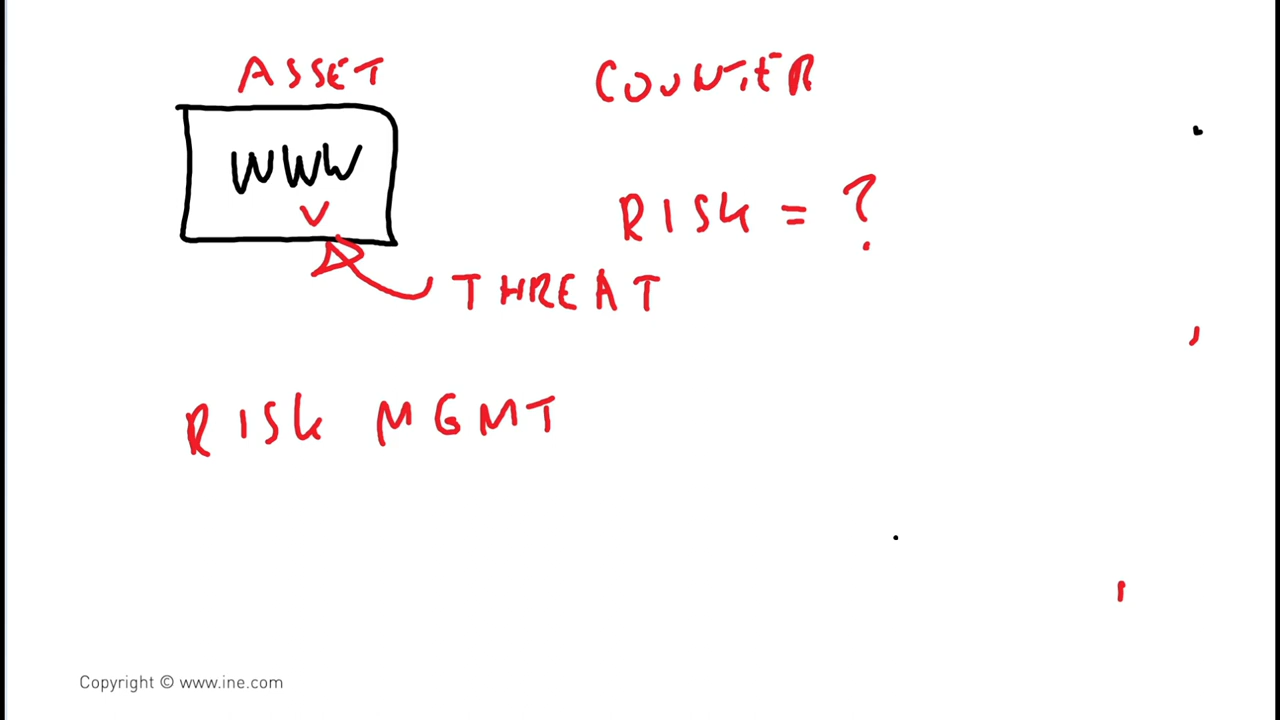 ASSET
COUNTER
WWW
V
RISK = ?
THREAT
RISK MGMT
Copyright © www.ine.com